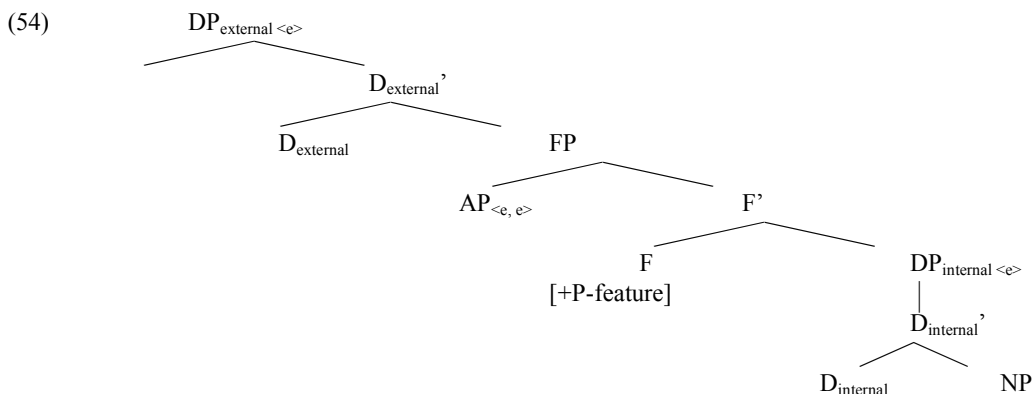 (54) DPexternal <e>
Dexternal’
Dexternal FP
AP<e, e> F’
F DPinternal <e>
[+P-feature]
Dinternal’
Dinternal NP